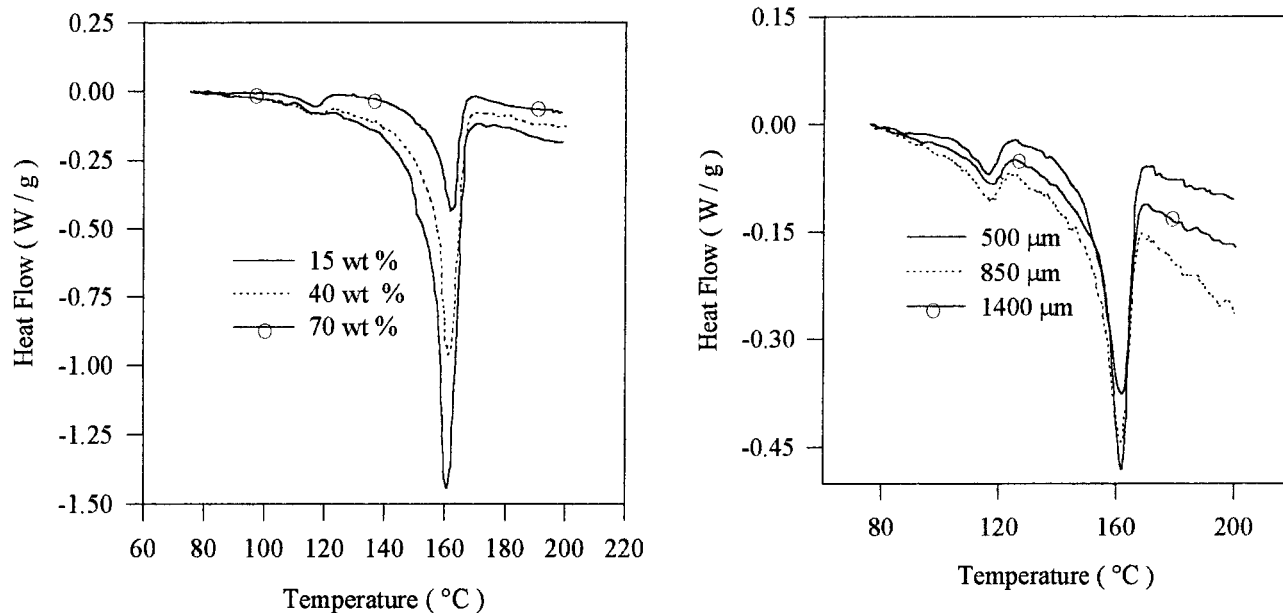 0.25
0.00
-0.25
-0.50
-0.75
-1.00
-1.25
-1.50
Heat Flow ( W / g )
15 wt %
40 wt %
70 wt %
60 80 100 120 140 160 180 200 220
Temperature ( °C )
0.15
0.00
-0.15
-0.30
-0.45
Heat Flow ( W / g )
500 µm
850 µm
1400 µm
80 120 160 200
Temperature ( °C )